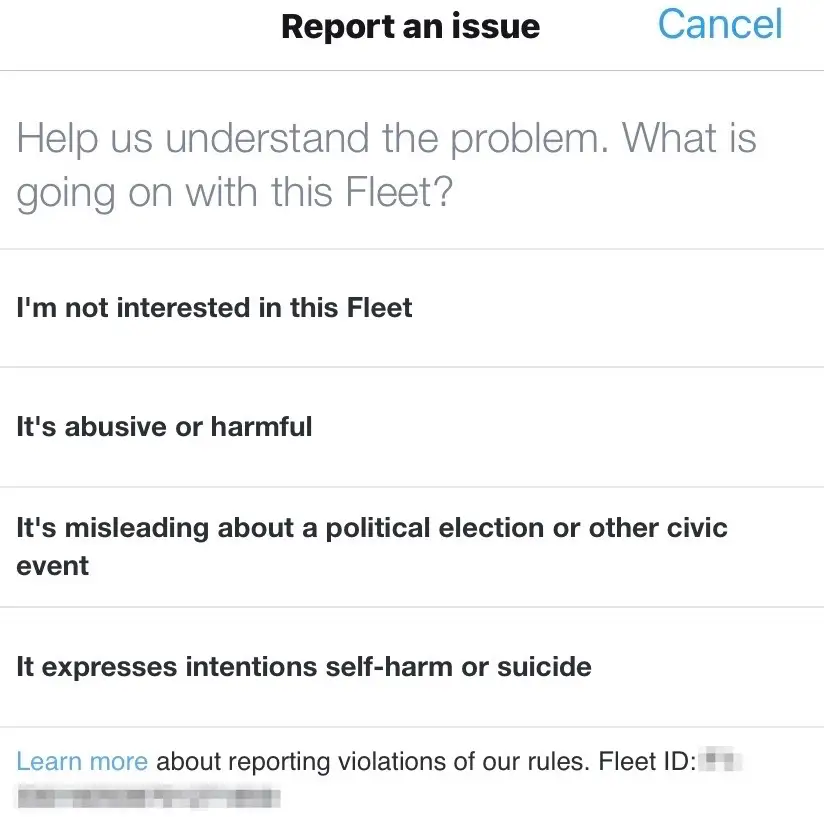 Report an issue
Cancel
Help us understand the problem. What is
going on with this Fleet?
I'm not interested in this Fleet
It's abusive or harmful
It's misleading about a political election or other civic
event
It expresses intentions self-harm or suicide
Learn more about reporting violations of our rules. Fleet ID: